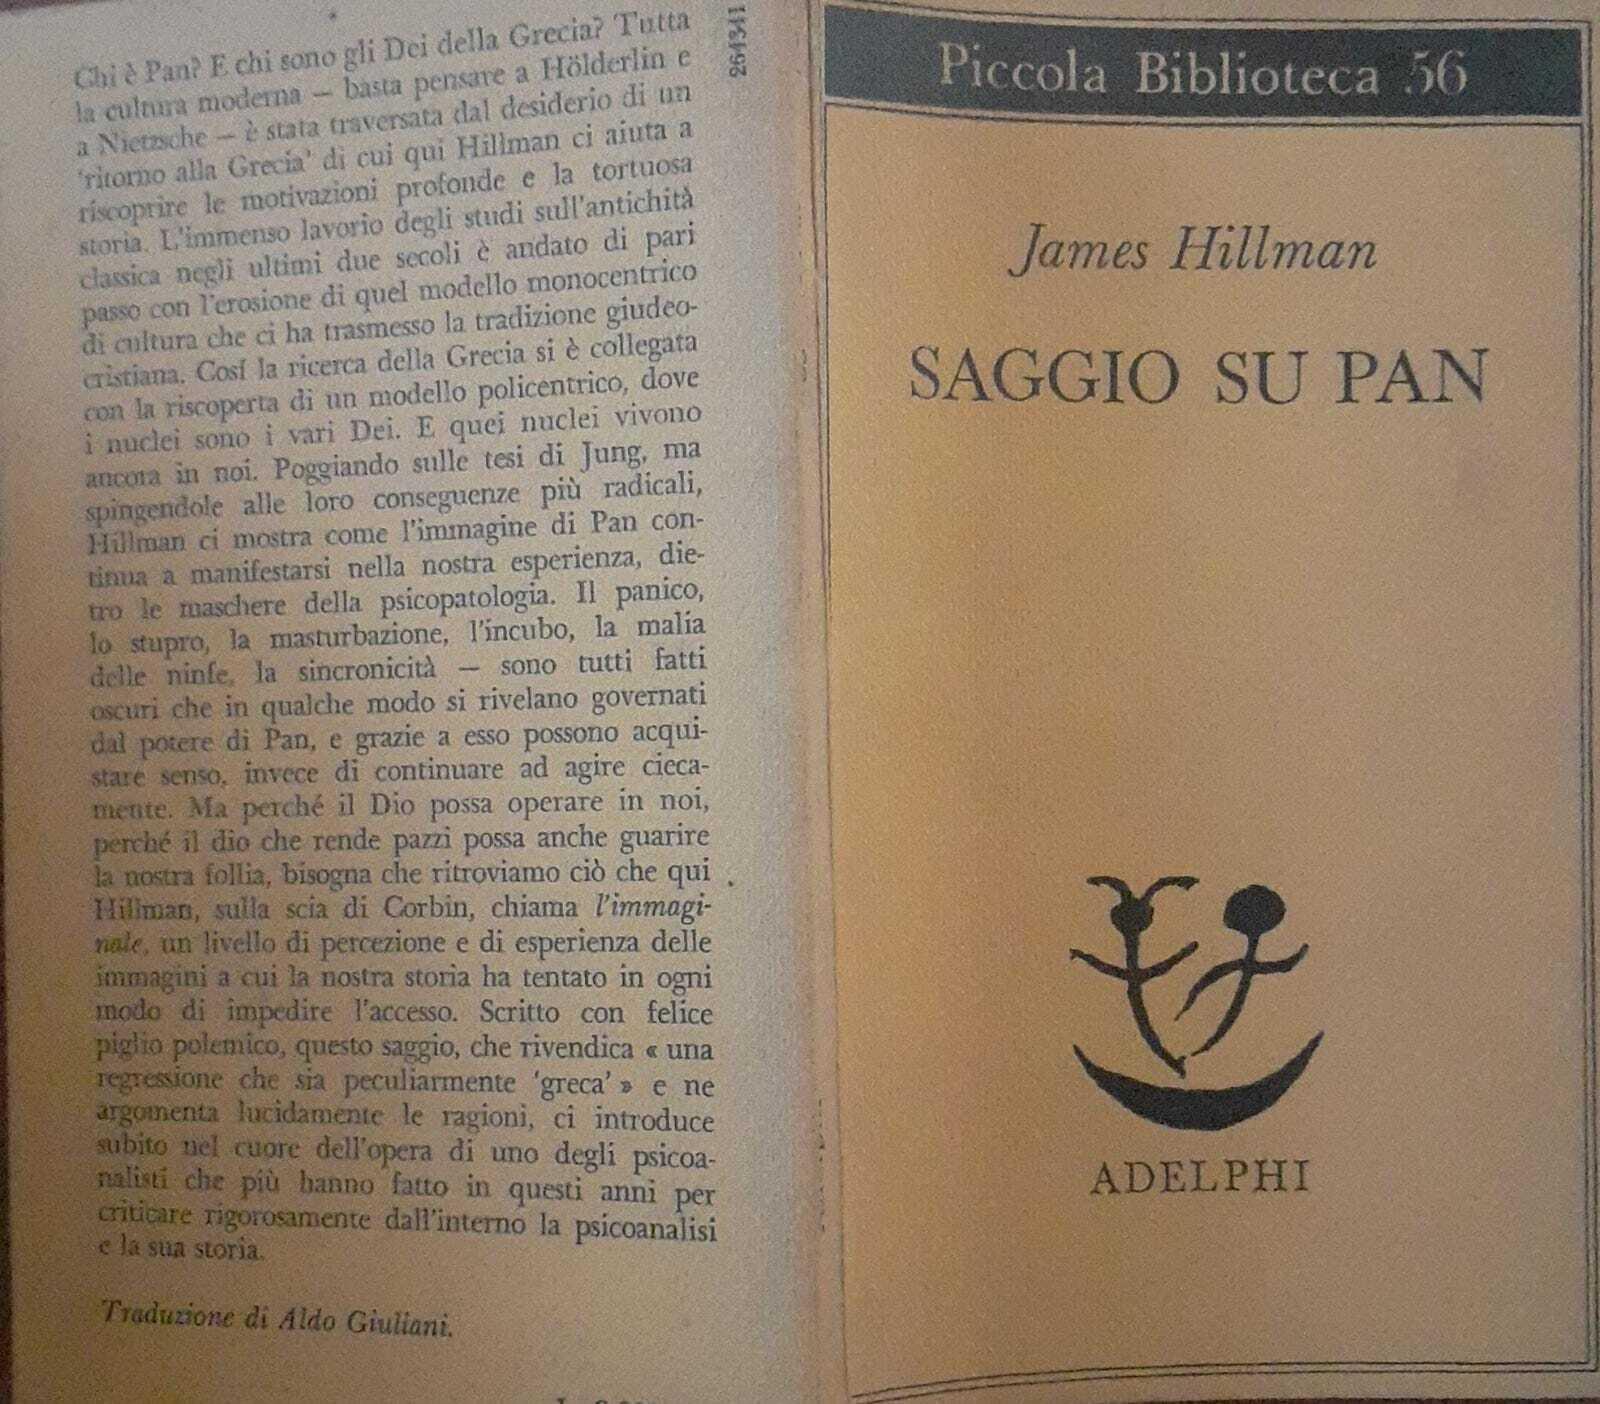 Chi è Pan? E chi sono gli Dei della Grecia? Tutta
la cultura moderna — basta pensare a Hölderlin e
a Nietzsche — è stata traversata dal desiderio di un
'ritorno alla Grecia' di cui qui Hillman ci aiuta a
riscoprire le motivazioni profonde e la tortuosa
storia. L'immenso lavorio degli studi sull'antichità
classica negli ultimi due secoli è andato di pari
passo con l'erosione di quel modello monocentrico
di cultura che ci ha trasmesso la tradizione giudeo-
cristiana. Cosí la ricerca della Grecia si è collegata
con la riscoperta di un modello policentrico, dove
i nuclei sono i vari Dei. E quei nuclei vivono
ancora in noi. Poggiando sulle tesi di Jung, ma
spingendole alle loro conseguenze più radicali,
Hillman ci mostra come l'immagine di Pan con-
tinua a manifestarsi nella nostra esperienza, die-
tro le maschere della psicopatologia. Il panico,
lo stupro, la masturbazione, l'incubo, la malia
delle ninfe, la sincronicità — sono tutti fatti
oscuri che in qualche modo si rivelano governati
dal potere di Pan, e grazie a esso possono acqui-
stare senso, invece di continuare ad agire cieca-
mente. Ma perché il Dio possa operare in noi,
perché il dio che rende pazzi possa anche guarire
la nostra follia, bisogna che ritroviamo ciò che qui
Hillman, sulla scia di Corbin, chiama l'immagi-
nale, un livello di percezione e di esperienza delle
immagini a cui la nostra storia ha tentato in ogni
modo di impedire l'accesso. Scritto con felice
piglio polemico, questo saggio, che rivendica « una
regressione che sia peculiarmente 'greca' » e ne
argomenta lucidamente le ragioni, ci introduce
subito nel cuore dell'opera di uno degli psicoa-
nalisti che più hanno fatto in questi anni per
criticare rigorosamente dall'interno la psicoanalisi
e la sua storia.
Traduzione di Aldo Giuliani.
264341
Piccola Biblioteca 56
James Hillman
SAGGIO SU PAN
ADELPHI